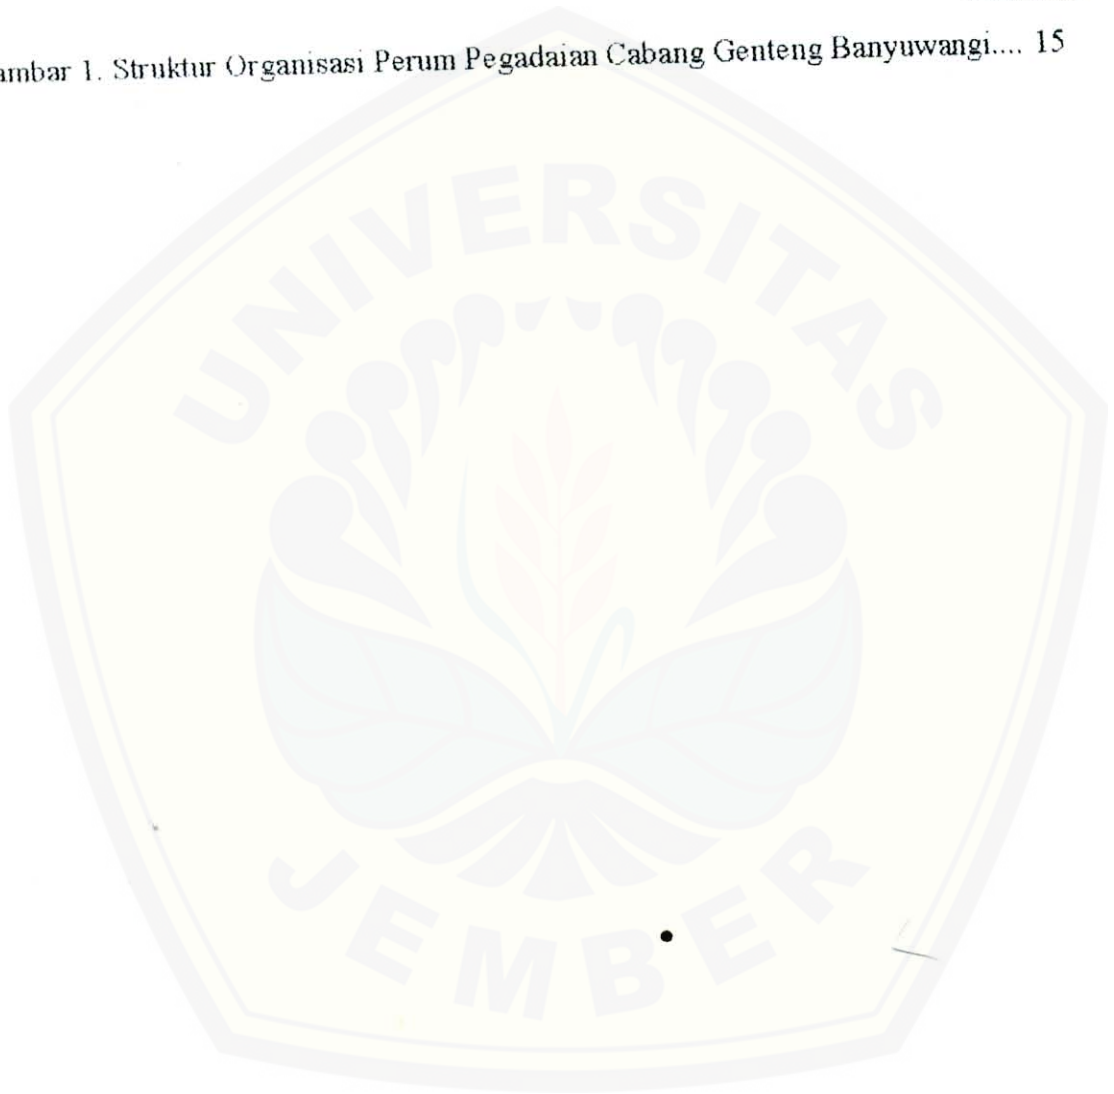 ambar 1. Struktur Organisasi Perum Pegadaian Cabang Genteng Banyuwangi.... 15
UNIVERSITAS
JEMBER